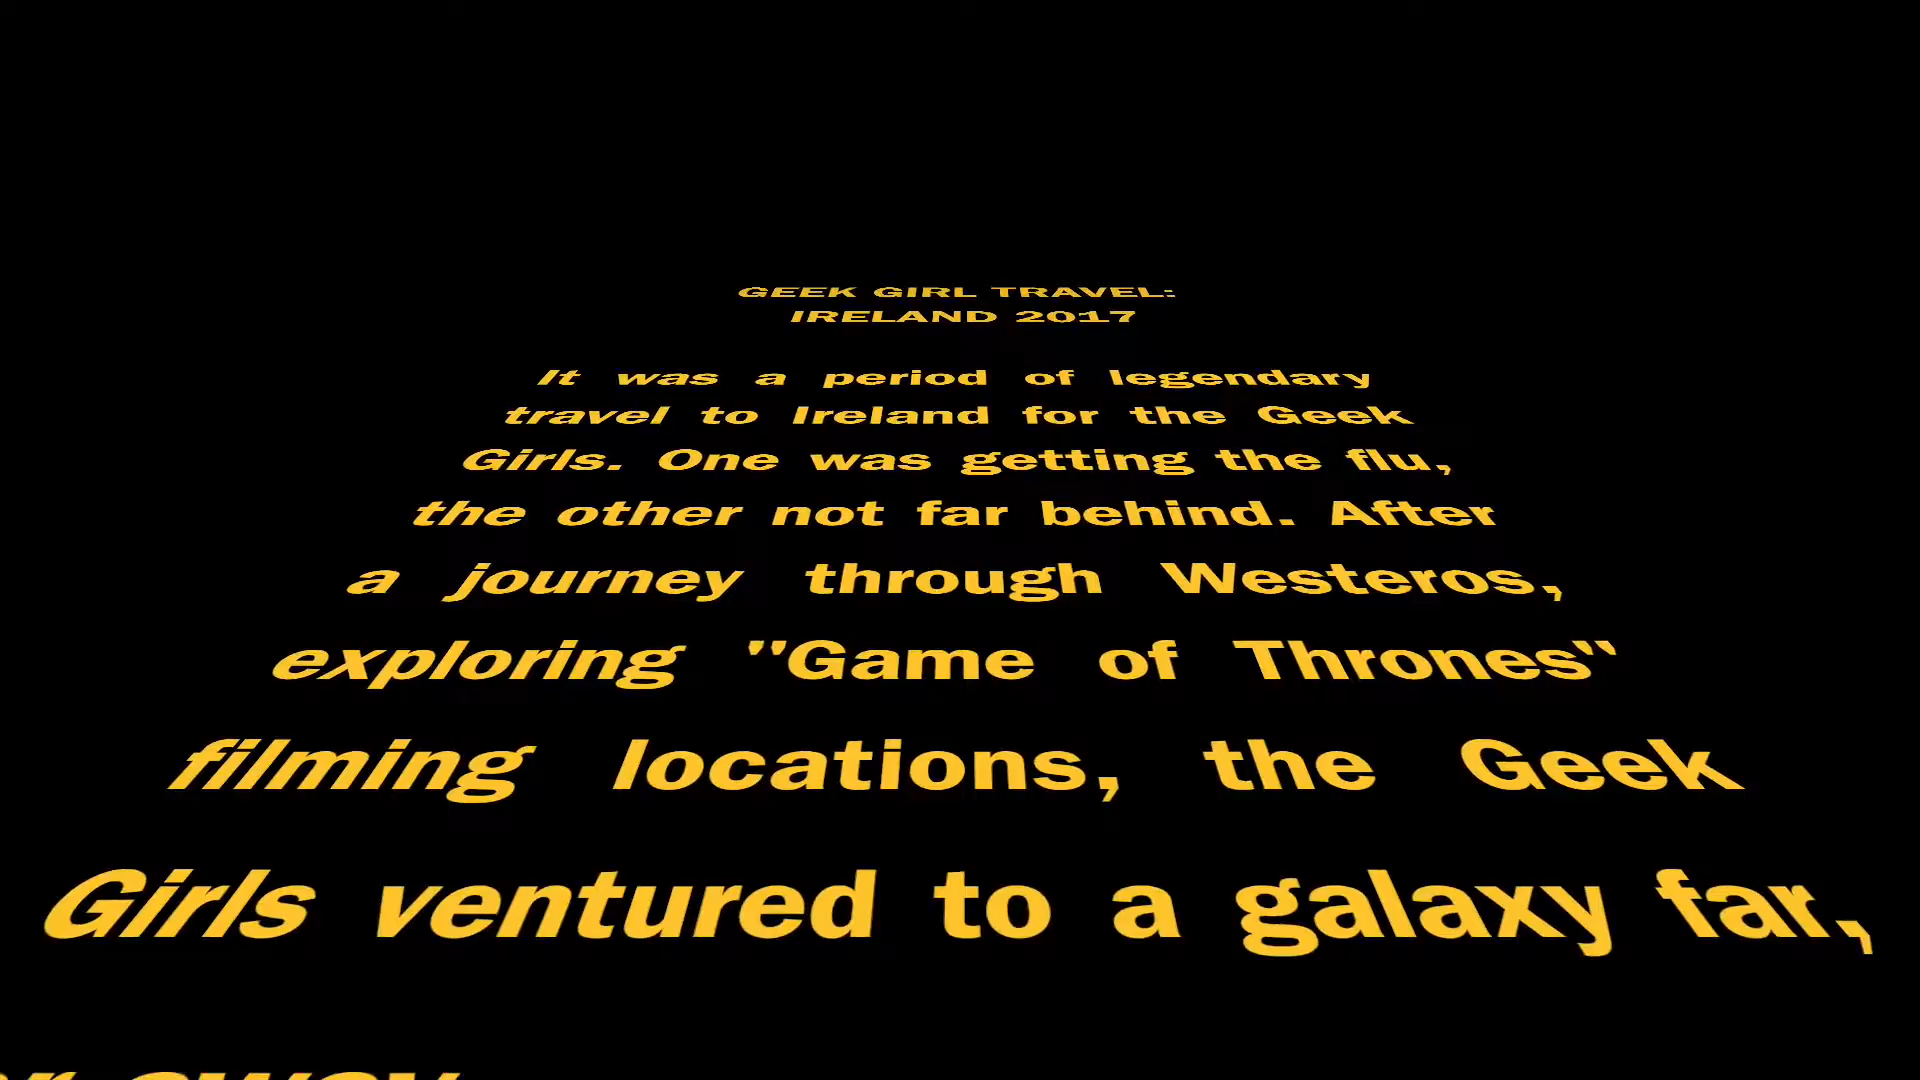 GEEK GIRL TRAVEL:
IRELAND 2017
It was a period of legendary
travel to Ireland for the Geek
Girls. One was getting the flu,
the other not far behind. After
a journey through Westeros,
exploring "Game of Thrones"
filming locations, the Geek
Girls ventured to a galaxy far,
away